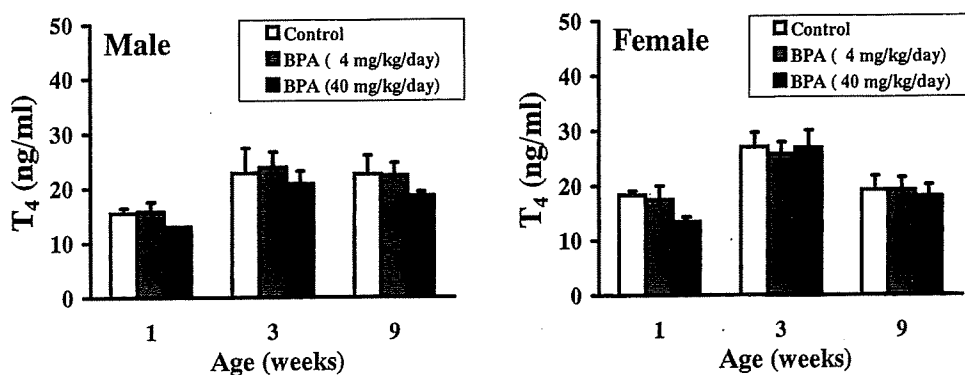 50
40
30
20
10
0
T4 (ng/ml)
Male
Control
BPA ( 4 mg/kg/day)
BPA (40 mg/kg/day)
1 3 9
Age (weeks)
50
40
30
20
10
0
T4 (ng/ml)
Female
Control
BPA ( 4 mg/kg/day)
BPA (40 mg/kg/day)
1 3 9
Age (weeks)